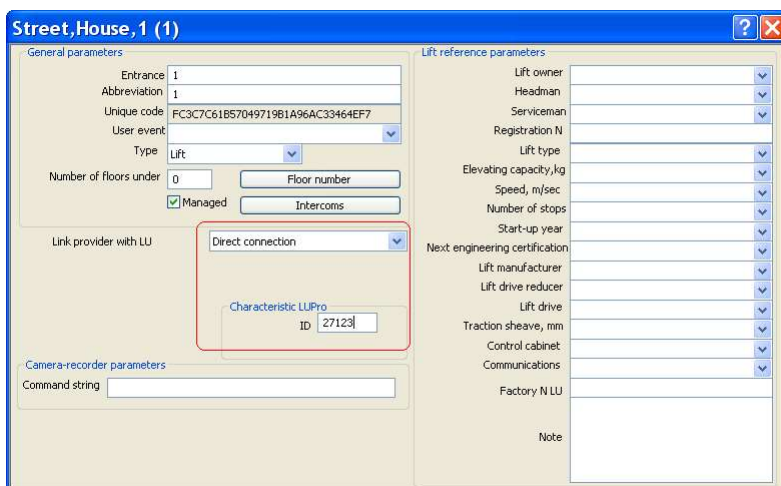 Street,House,1 (1)
General parameters
Entrance 1
Abbreviation 1
Unique code FC3C7C61B57049719B1A96AC33464EF7
User event
Type Lift
Number of floors under 0 Floor number
Managed Intercoms
Link provider with LU Direct connection
Characteristic LUPro
ID 27123
Camera-recorder parameters
Command string
Lift reference parameters
Lift owner
Headman
Serviceman
Registration N
Lift type
Elevating capacity,kg
Speed, m/sec
Number of stops
Start-up year
Next engineering certification
Lift manufacturer
Lift drive reducer
Lift drive
Traction sheave, mm
Control cabinet
Communications
Factory N LU
Note